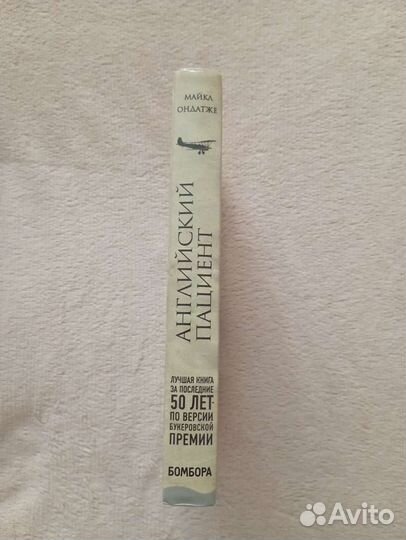 МАЙКЛ
ОНДАТЖЕ
АНГЛИЙСКИЙ
ПАЦИЕНТ
ЛУЧШАЯ КНИГА
ЗА ПОСЛЕДНИЕ
50 ЛЕТ
ПО ВЕРСИИ
БУКЕРОВСКОЙ
ПРЕМИИ
БОМБОРА
Avito